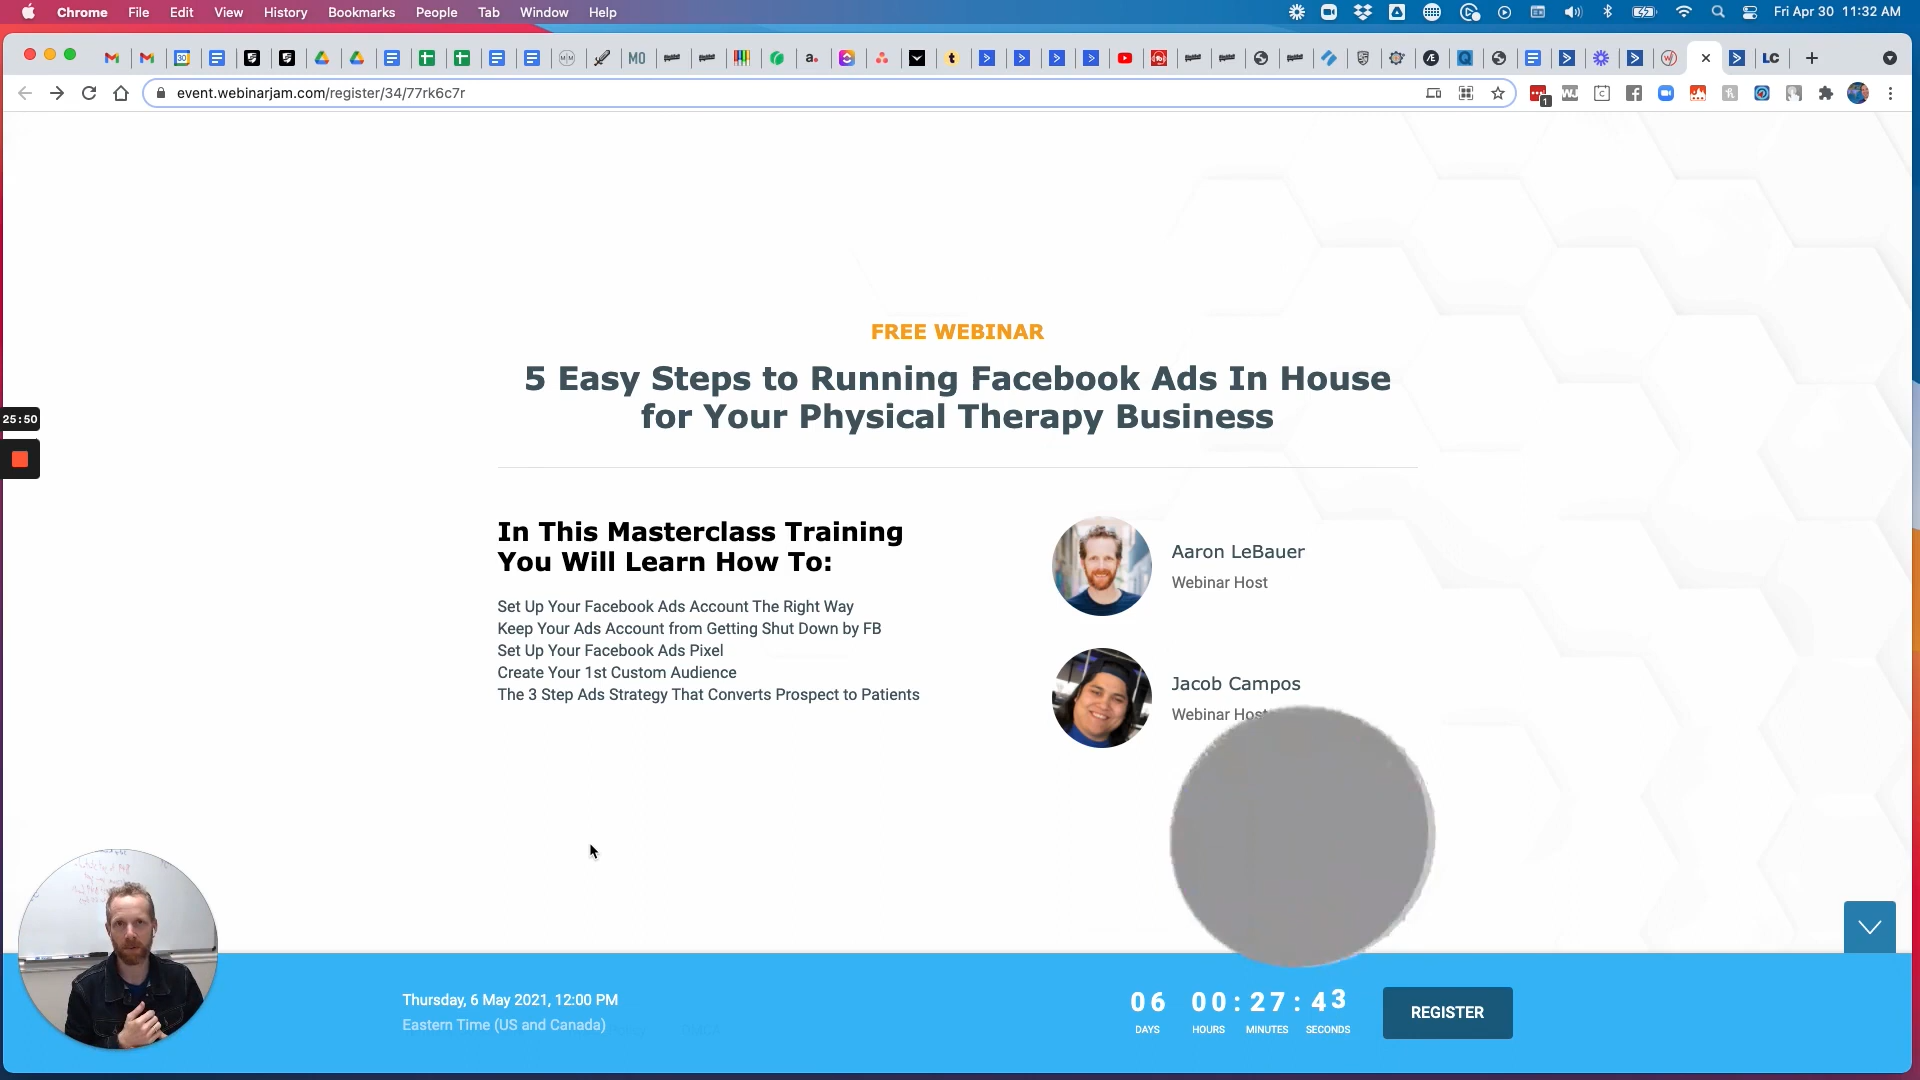 Chrome File Edit View History Bookmarks People Tab Window Help
Fri Apr 30 11:32 AM
event.webinarjam.com/register/34/77rk6c7r
FREE WEBINAR
5 Easy Steps to Running Facebook Ads In House
for Your Physical Therapy Business
25:50
In This Masterclass Training
You Will Learn How To:
Set Up Your Facebook Ads Account The Right Way
Keep Your Ads Account from Getting Shut Down by FB
Set Up Your Facebook Ads Pixel
Create Your 1st Custom Audience
The 3 Step Ads Strategy That Converts Prospect to Patients
Aaron LeBauer
Webinar Host
Jacob Campos
Webinar Host
Thursday, 6 May 2021, 12:00 PM
Eastern Time (US and Canada)
06 00:27:43
DAYS HOURS MINUTES SECONDS
REGISTER